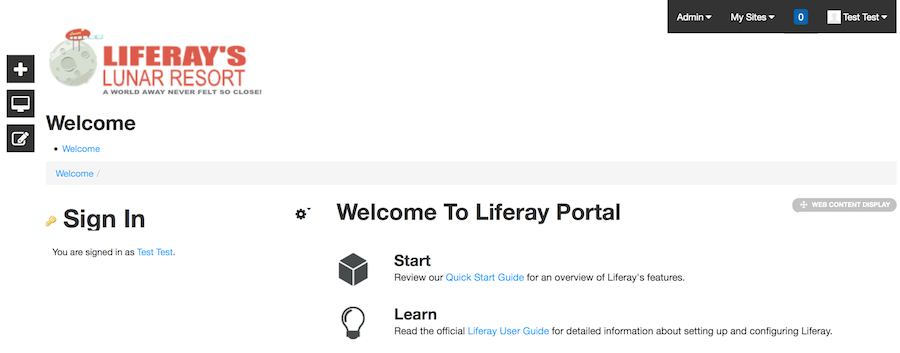 Admin My Sites 0 Test Test
LIFERAY'S
LUNAR RESORT
A WORLD AWAY NEVER FELT SO CLOSE!
Welcome
• Welcome
Welcome /
Sign In
You are signed in as Test Test.
Welcome To Liferay Portal
WEB CONTENT DISPLAY
Start
Review our Quick Start Guide for an overview of Liferay's features.
Learn
Read the official Liferay User Guide for detailed information about setting up and configuring Liferay.